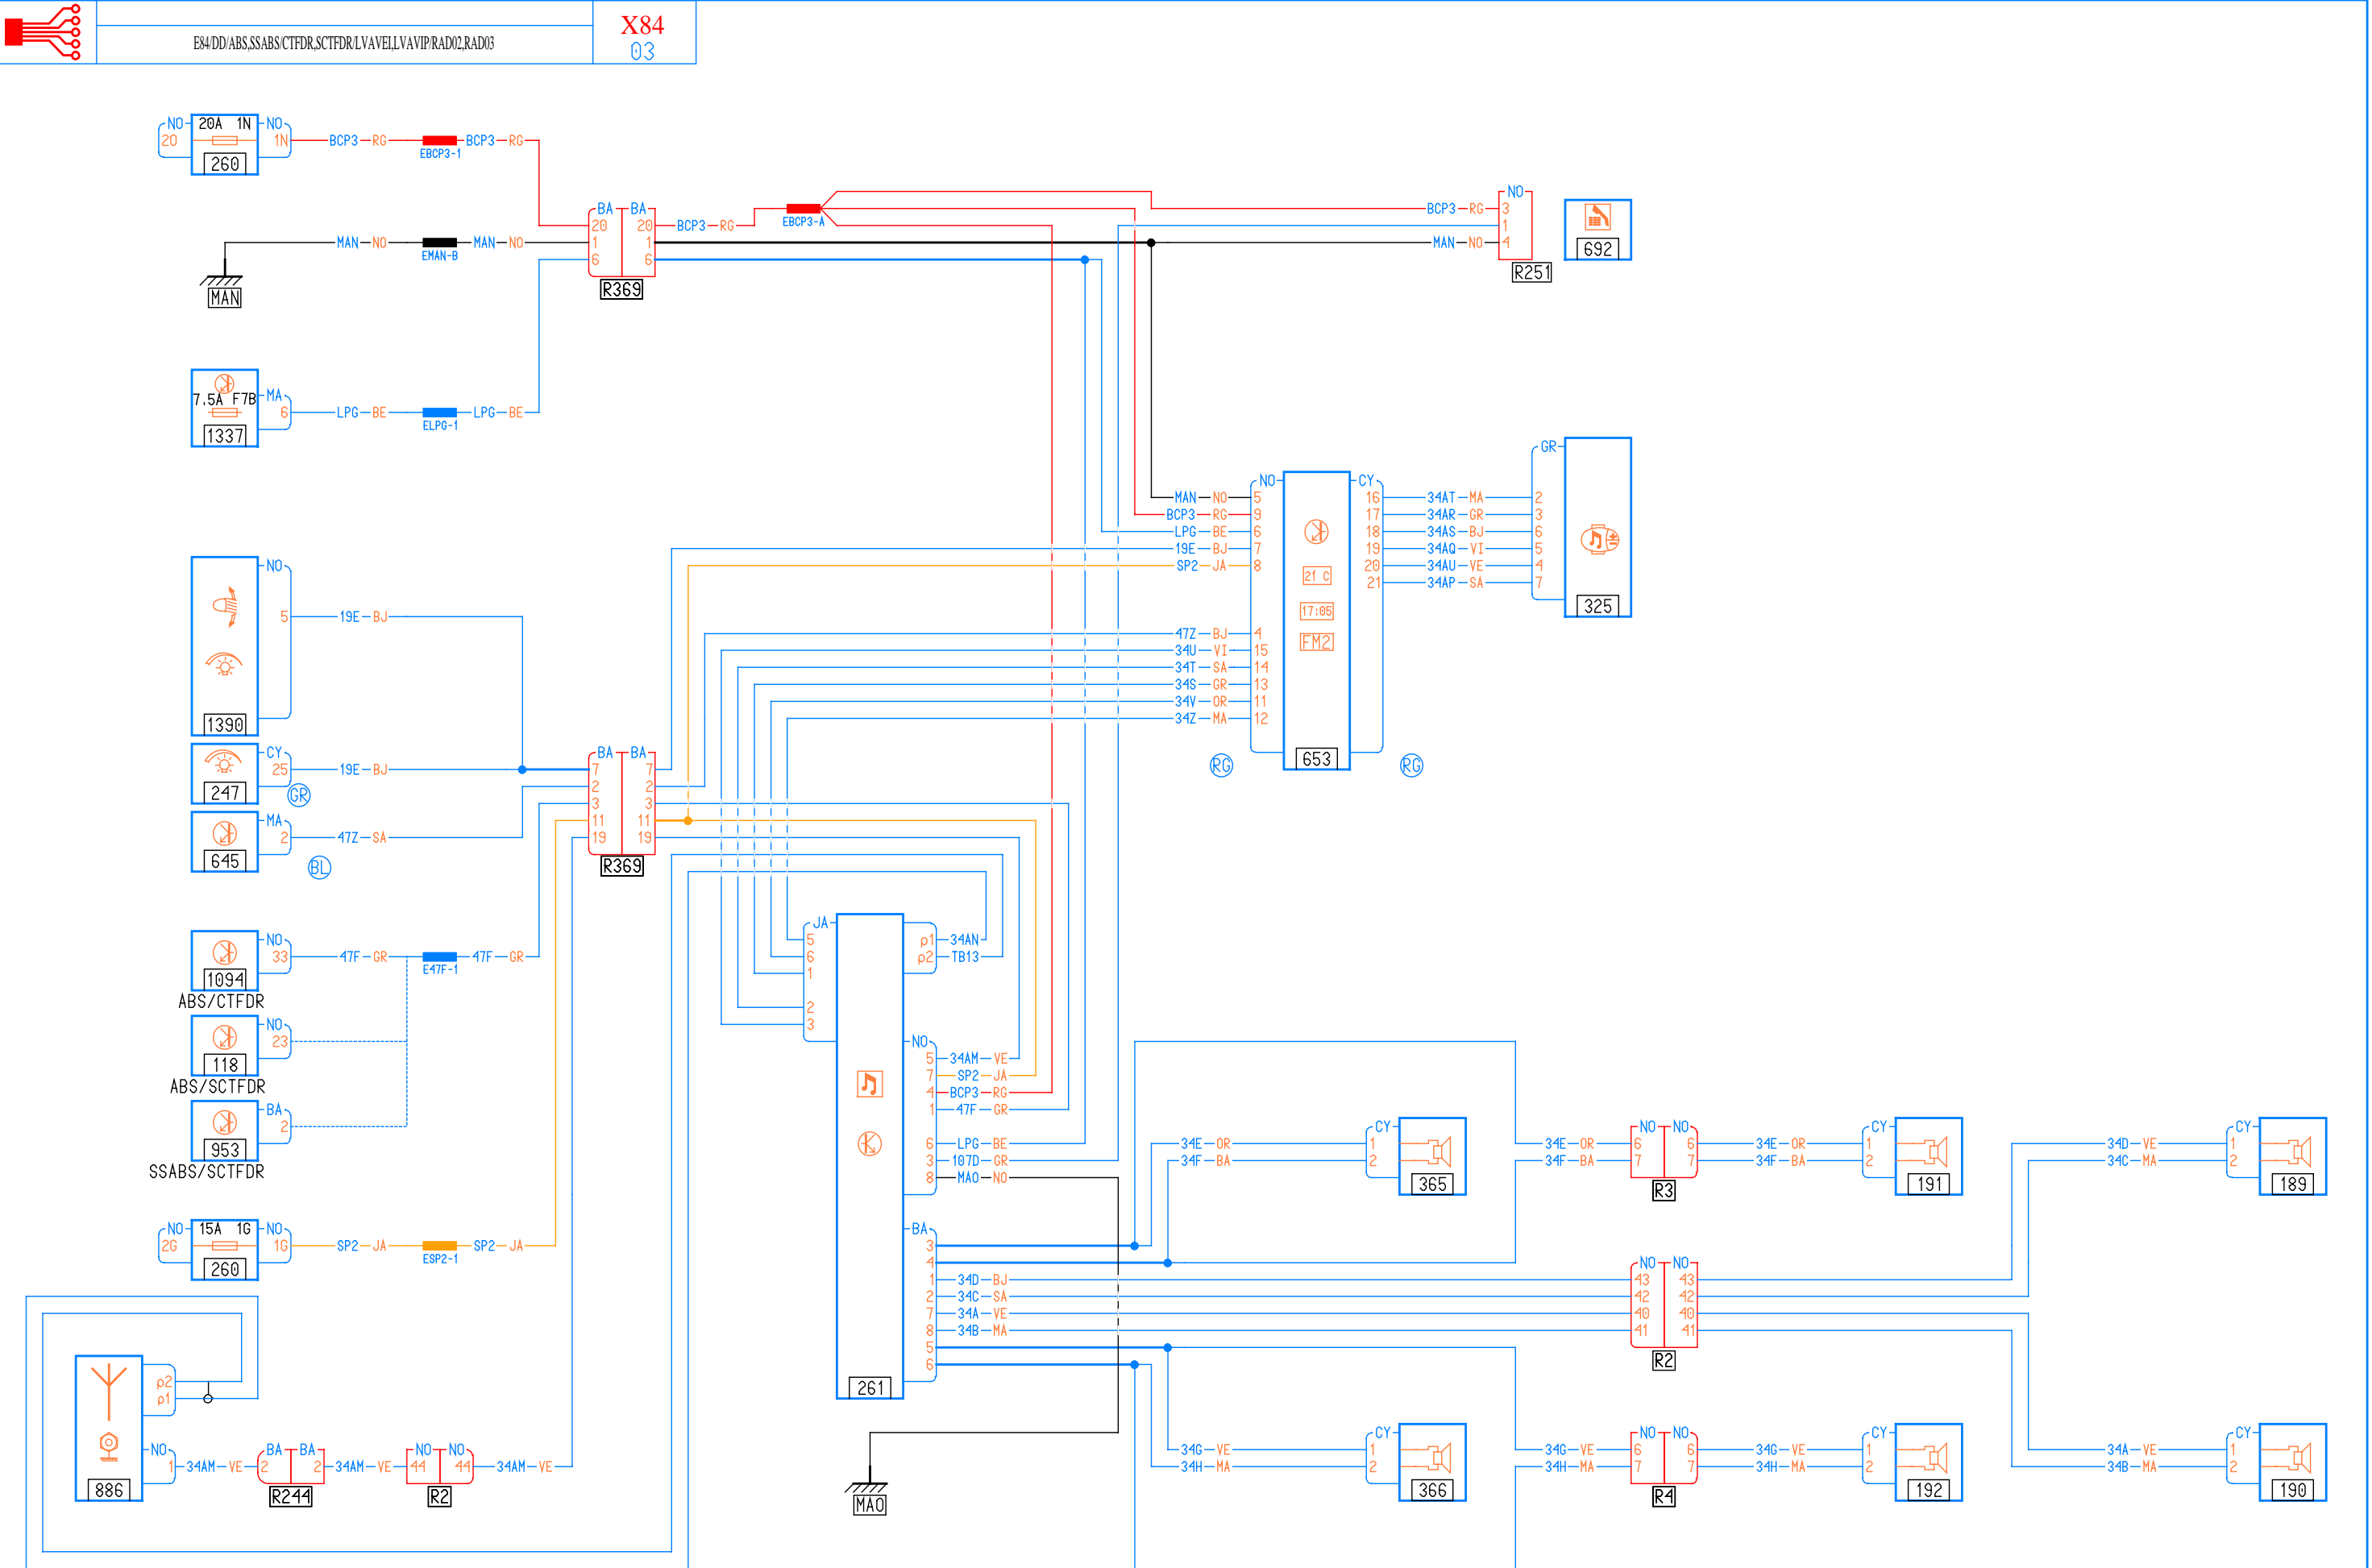 E84/DD/ABS,SSABS/CTFDR,SCTFDR/LVAVEI,LVAVIP/RAD02,RAD03
X84
03
NO 20A 1N NO
20 1N BCP3 RG BCP3 RG
EBCP3-1
260
BA BA
20 20 BCP3 RG
EBCP3-A
NO
BCP3 RG 3
1
MAN NO 4
R251
692
MAN NO MAN NO 1 1
EMAN-B
6 6
R369
MAN
7.5A F7B MA
6 LPG BE LPG BE
ELPG-1
1337
NO CY
MAN NO 5
BCP3 RG 9
LPG BE 6
19E BJ 7
SP2 JA 8
47Z BJ 4
34U VI 15
34T SA 14
34S GR 13
34V OR 11
34Z MA 12
21 C
17:05
FM2
653
RG RG
GR
16 34AT MA 2
17 34AR GR 3
18 34AS BJ 6
19 34AQ VI 5
20 34AU VE 4
21 34AP SA 7
325
NO
5 19E BJ
1390
CY
25 19E BJ
247
GR
MA
2 47Z SA
645
BL
BA BA
7 7
2 2
3 3
11 11
19 19
R369
NO
33 47F GR 47F GR
E47F-1
1094
ABS/CTFDR
NO
23
118
ABS/SCTFDR
BA
2
953
SSABS/SCTFDR
NO 15A 1G NO
2G 1G SP2 JA SP2 JA
ESP2-1
260
JA
5
6
1
2
3
p1 34AN
p2 TB13
NO
5 34AM VE
7 SP2 JA
4 BCP3 RG
1 47F GR
6 LPG BE
3 107D GR
8 MAO NO
BA
3
4
1 34D BJ
2 34C SA
7 34A VE
8 34B MA
5
6
261
MAO
CY
34E OR 1
34F BA 2
365
NO NO
34E OR 6 6 34E OR
34F BA 7 7 34F BA
R3
CY
1
2
191
CY
34D VE 1
34C MA 2
189
NO NO
43 43
42 42
40 40
41 41
R2
p2
p1
NO BA BA NO NO
1 34AM VE 2 2 34AM VE 44 44 34AM VE
886
R244
R2
CY
34G VE 1
34H MA 2
366
NO NO
34G VE 6 6 34G VE
34H MA 7 7 34H MA
R4
CY
1
2
192
CY
34A VE 1
34B MA 2
190